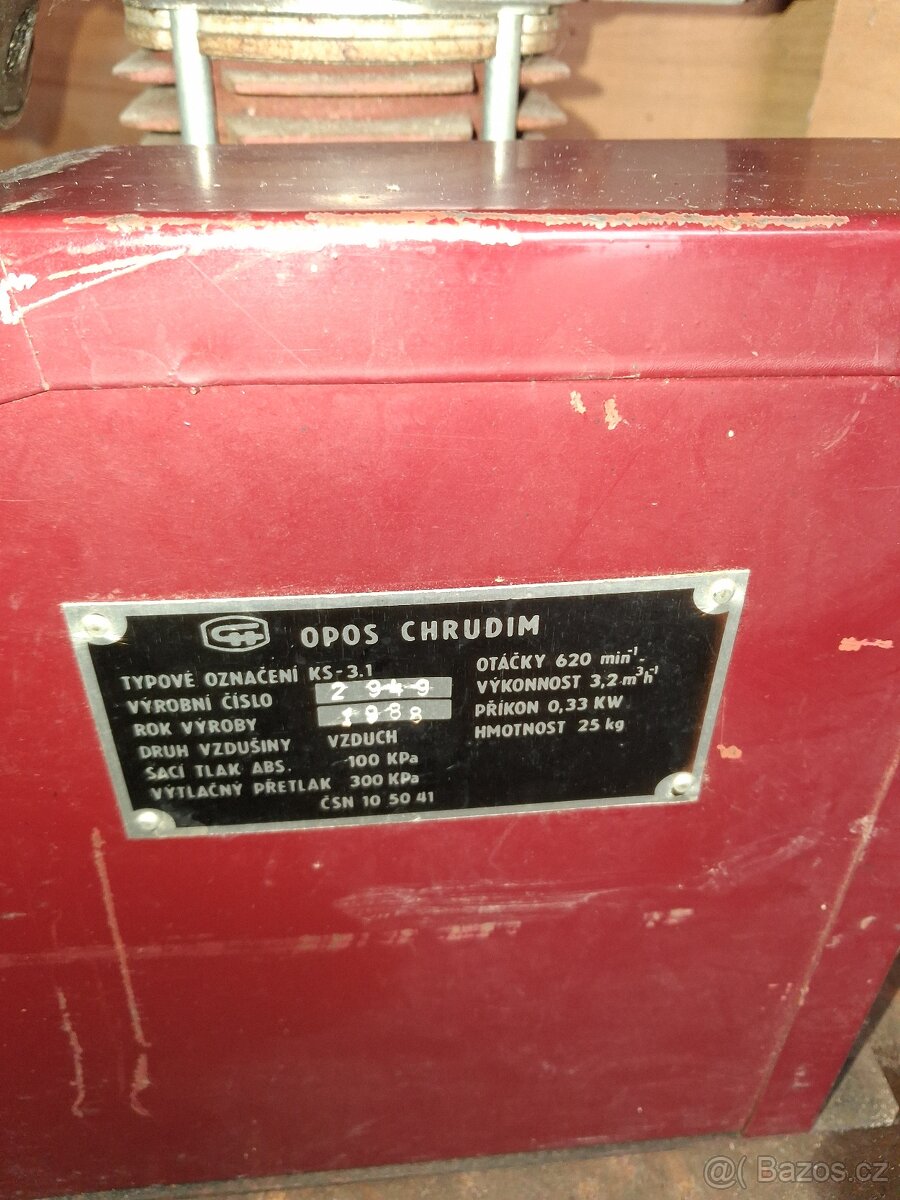 OPOS CHRUDIM
TYPOVÉ OZNAČENÍ KS-3.1
VÝROBNÍ ČÍSLO 2949
ROK VÝROBY 1988
DRUH VZDUŠINY VZDUCH
SACÍ TLAK ABS. 100 KPa
VÝTLAČNÝ PŘETLAK 300 KPa
ČSN 10 50 41
OTÁČKY 620 min⁻¹
VÝKONNOST 3,2 m³h⁻¹
PŘÍKON 0,33 KW
HMOTNOST 25 kg
@( Bazos.cz